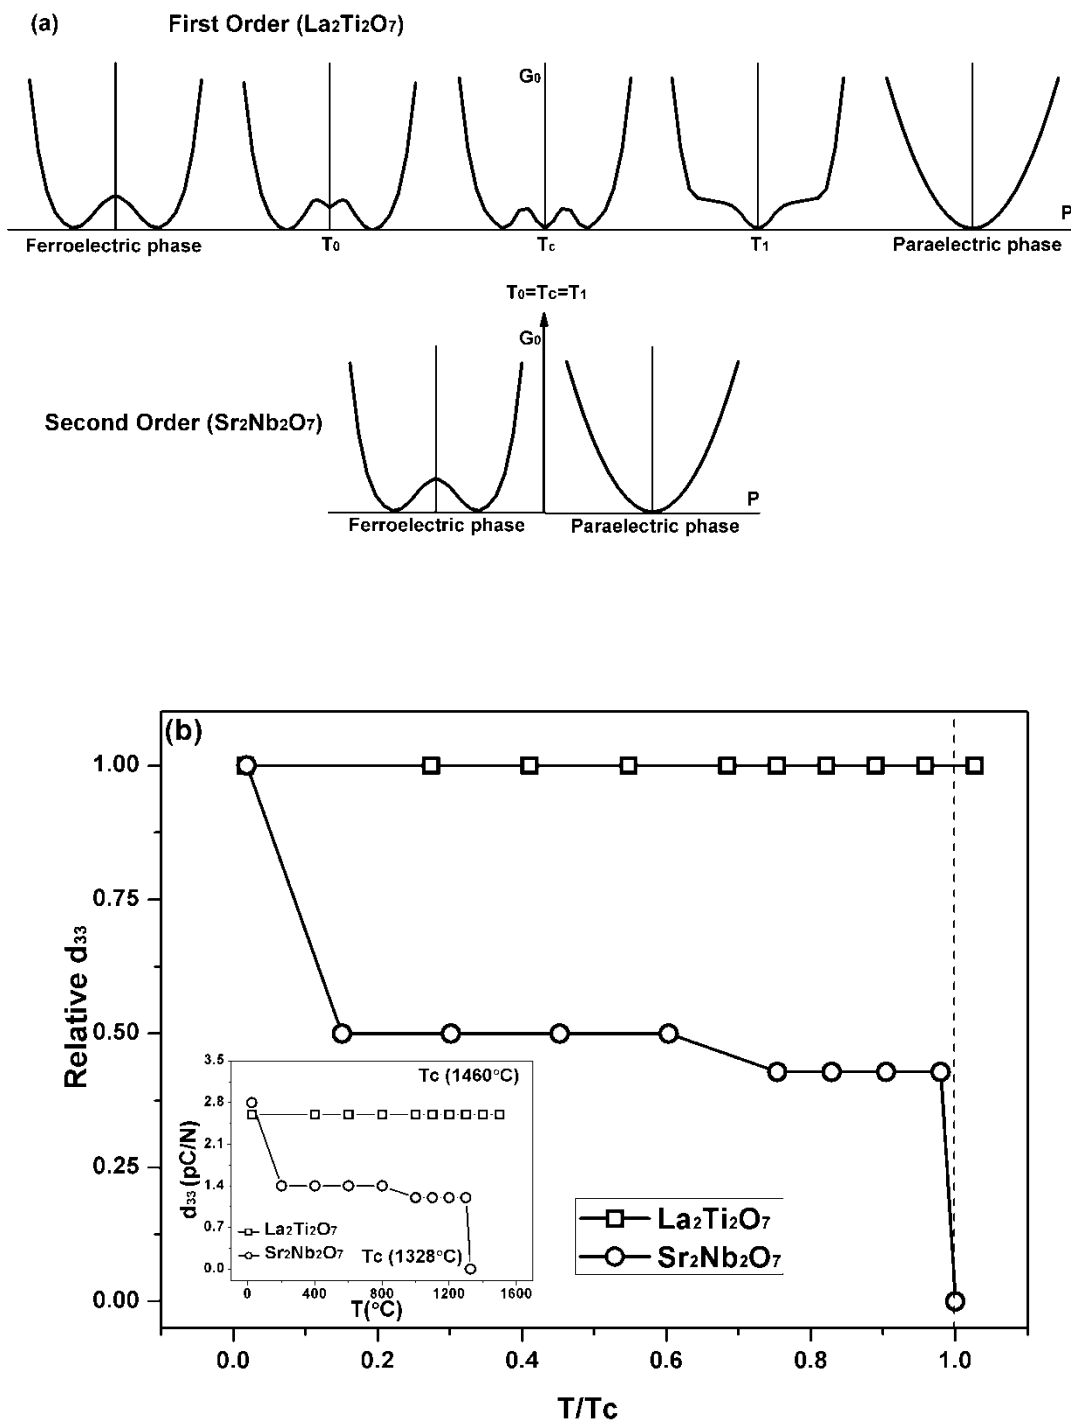 (a)
First Order (La₂Ti₂O₇)
G₀
P
Ferroelectric phase
T₀
T꜀
T₁
Paraelectric phase
T₀=T꜀=T₁
G₀
Second Order (Sr₂Nb₂O₇)
P
Ferroelectric phase
Paraelectric phase
(b)
1.00
0.75
0.50
0.25
0.00
Relative d₃₃
0.0 0.2 0.4 0.6 0.8 1.0
T/Tc
La₂Ti₂O₇
Sr₂Nb₂O₇
3.5
2.8
2.1
1.4
0.7
0.0
d₃₃ (pC/N)
Tc (1460°C)
La₂Ti₂O₇
Sr₂Nb₂O₇
Tc (1328°C)
0 400 800 1200 1600
T(°C)